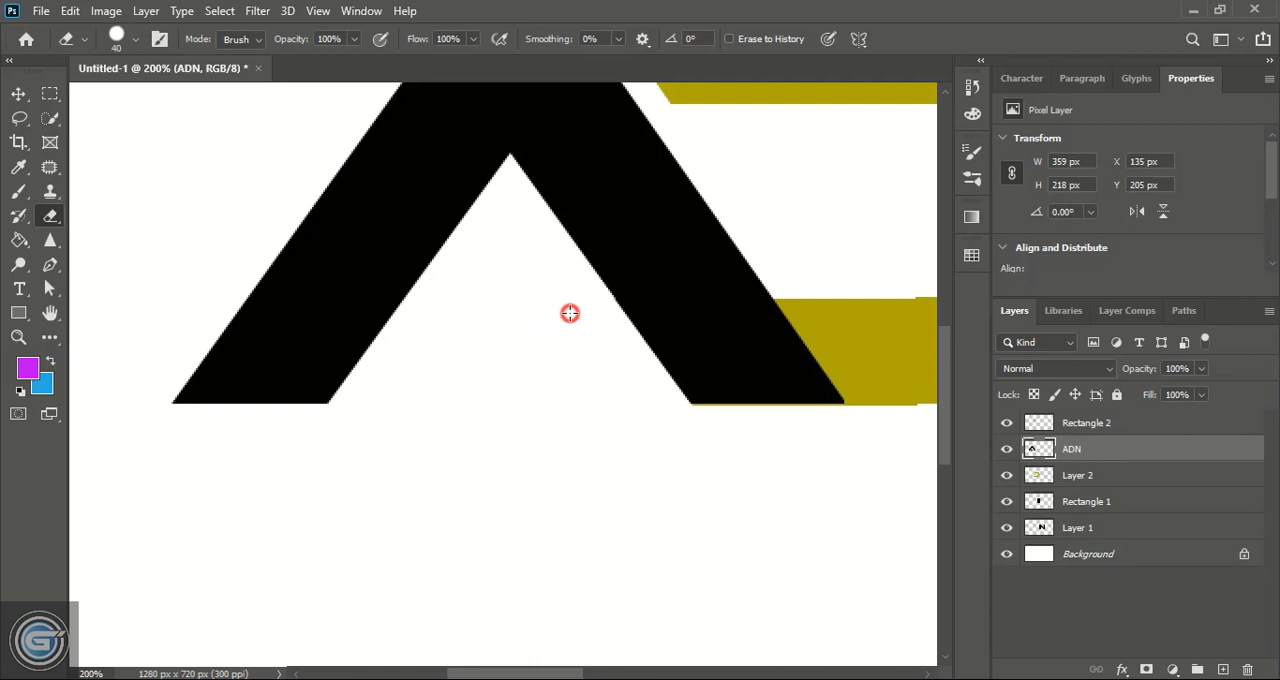 Ps File Edit Image Layer Type Select Filter 3D View Window Help
40 Mode: Brush Opacity: 100% Flow: 100% Smoothing: 0% 0° Erase to History
Untitled-1 @ 200% (ADN, RGB/8) * ×
Character Paragraph Glyphs Properties
Pixel Layer
Transform
W 359 px X 135 px
H 218 px Y 205 px
0.00°
Align and Distribute
Align:
Layers Libraries Layer Comps Paths
Kind
Normal Opacity: 100%
Lock: Fill: 100%
Rectangle 2
ADN
Layer 2
Rectangle 1
Layer 1
Background
200% 1280 px x 720 px (300 ppi)